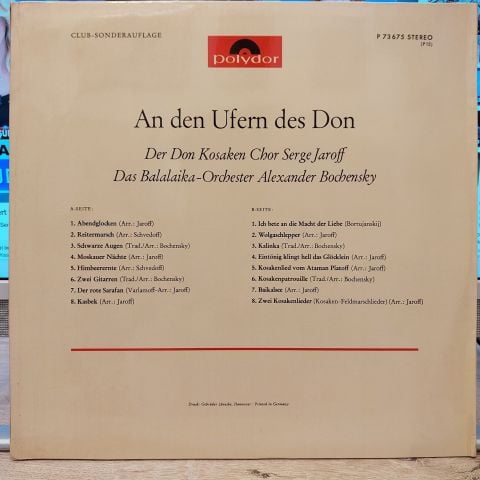 CLUB-SONDERAUFLAGE
polydor
P 73675 STEREO
(P 12)
An den Ufern des Don
Der Don Kosaken Chor Serge Jaroff
Das Balalaika-Orchester Alexander Bochensky
A-SEITE:
1. Abendglocken (Arr.: Jaroff)
2. Reitermarsch (Arr.: Schvedoff)
3. Schwarze Augen (Trad./Arr.: Bochensky)
4. Moskauer Nächte (Arr.: Jaroff)
5. Himbeerernte (Arr.: Schvedoff)
6. Zwei Gitarren (Trad./Arr.: Bochensky)
7. Der rote Sarafan (Varlamoff-Arr.: Jaroff)
8. Kasbek (Arr.: Jaroff)
B-SEITE:
1. Ich bete an die Macht der Liebe (Bortnjanskij)
2. Wolgaschlepper (Arr.: Jaroff)
3. Kalinka (Trad./Arr.: Bochensky)
4. Eintönig klingt hell das Glöcklein (Arr.: Jaroff)
5. Kosakenlied vom Ataman Platoff (Arr.: Jaroff)
6. Kosakenpatrouille (Trad./Arr.: Bochensky)
7. Baikalsee (Arr.: Jaroff)
8. Zwei Kosakenlieder (Kosaken-Feldmarschlieder) (Arr.: Jaroff)
Druck: Gebrüder Jänecke, Hannover · Printed in Germany